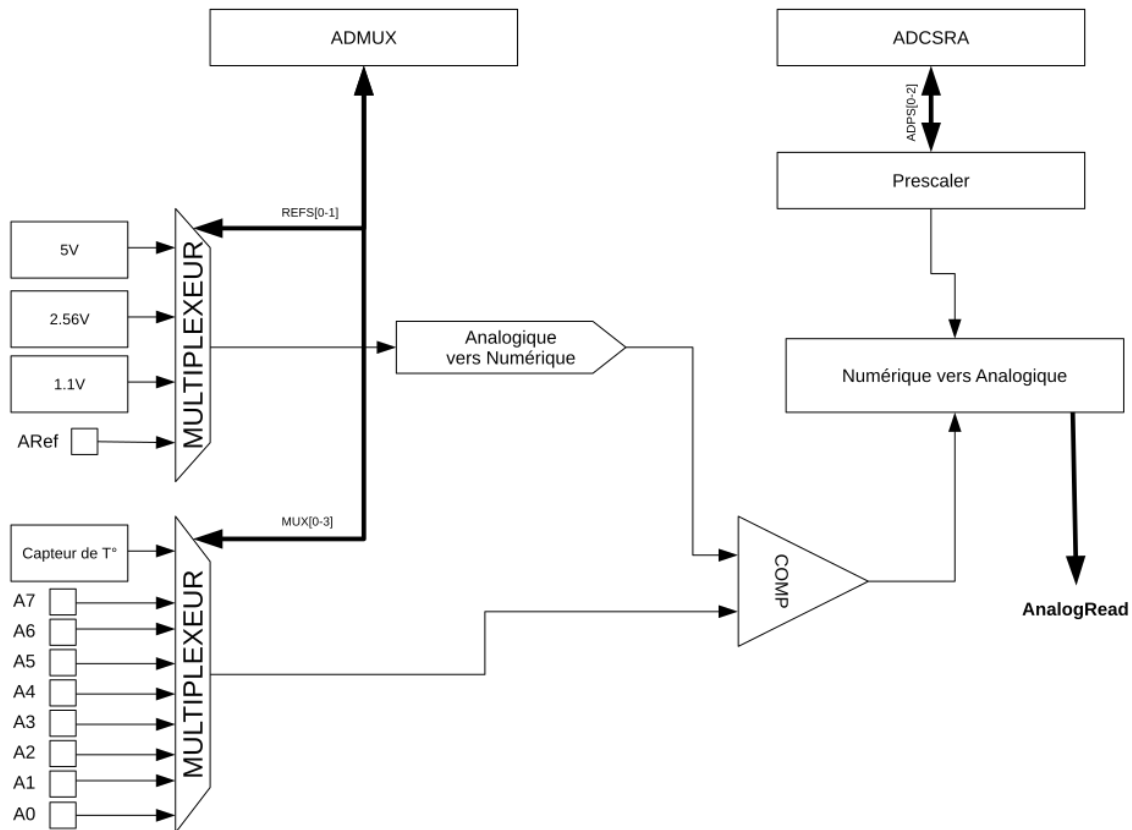 ADMUX
ADCSRA
ADPS[0-2]
Prescaler
REFS[0-1]
5V
2.56V
1.1V
ARef
MULTIPLEXEUR
Analogique
vers Numérique
Numérique vers Analogique
MUX[0-3]
Capteur de T°
A7
A6
A5
A4
A3
A2
A1
A0
MULTIPLEXEUR
COMP
AnalogRead